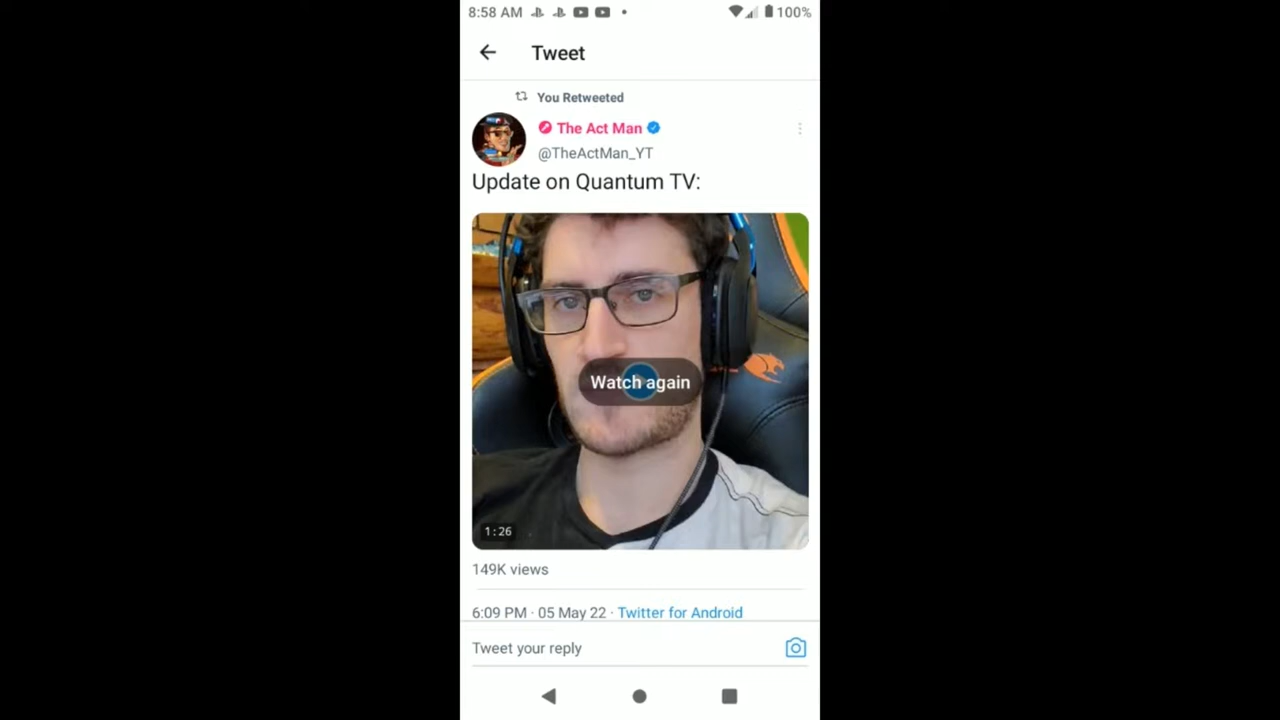 8:58 AM 100%
Tweet
You Retweeted
The Act Man
@TheActMan_YT
Update on Quantum TV:
Watch again
1:26
149K views
6:09 PM · 05 May 22 · Twitter for Android
Tweet your reply